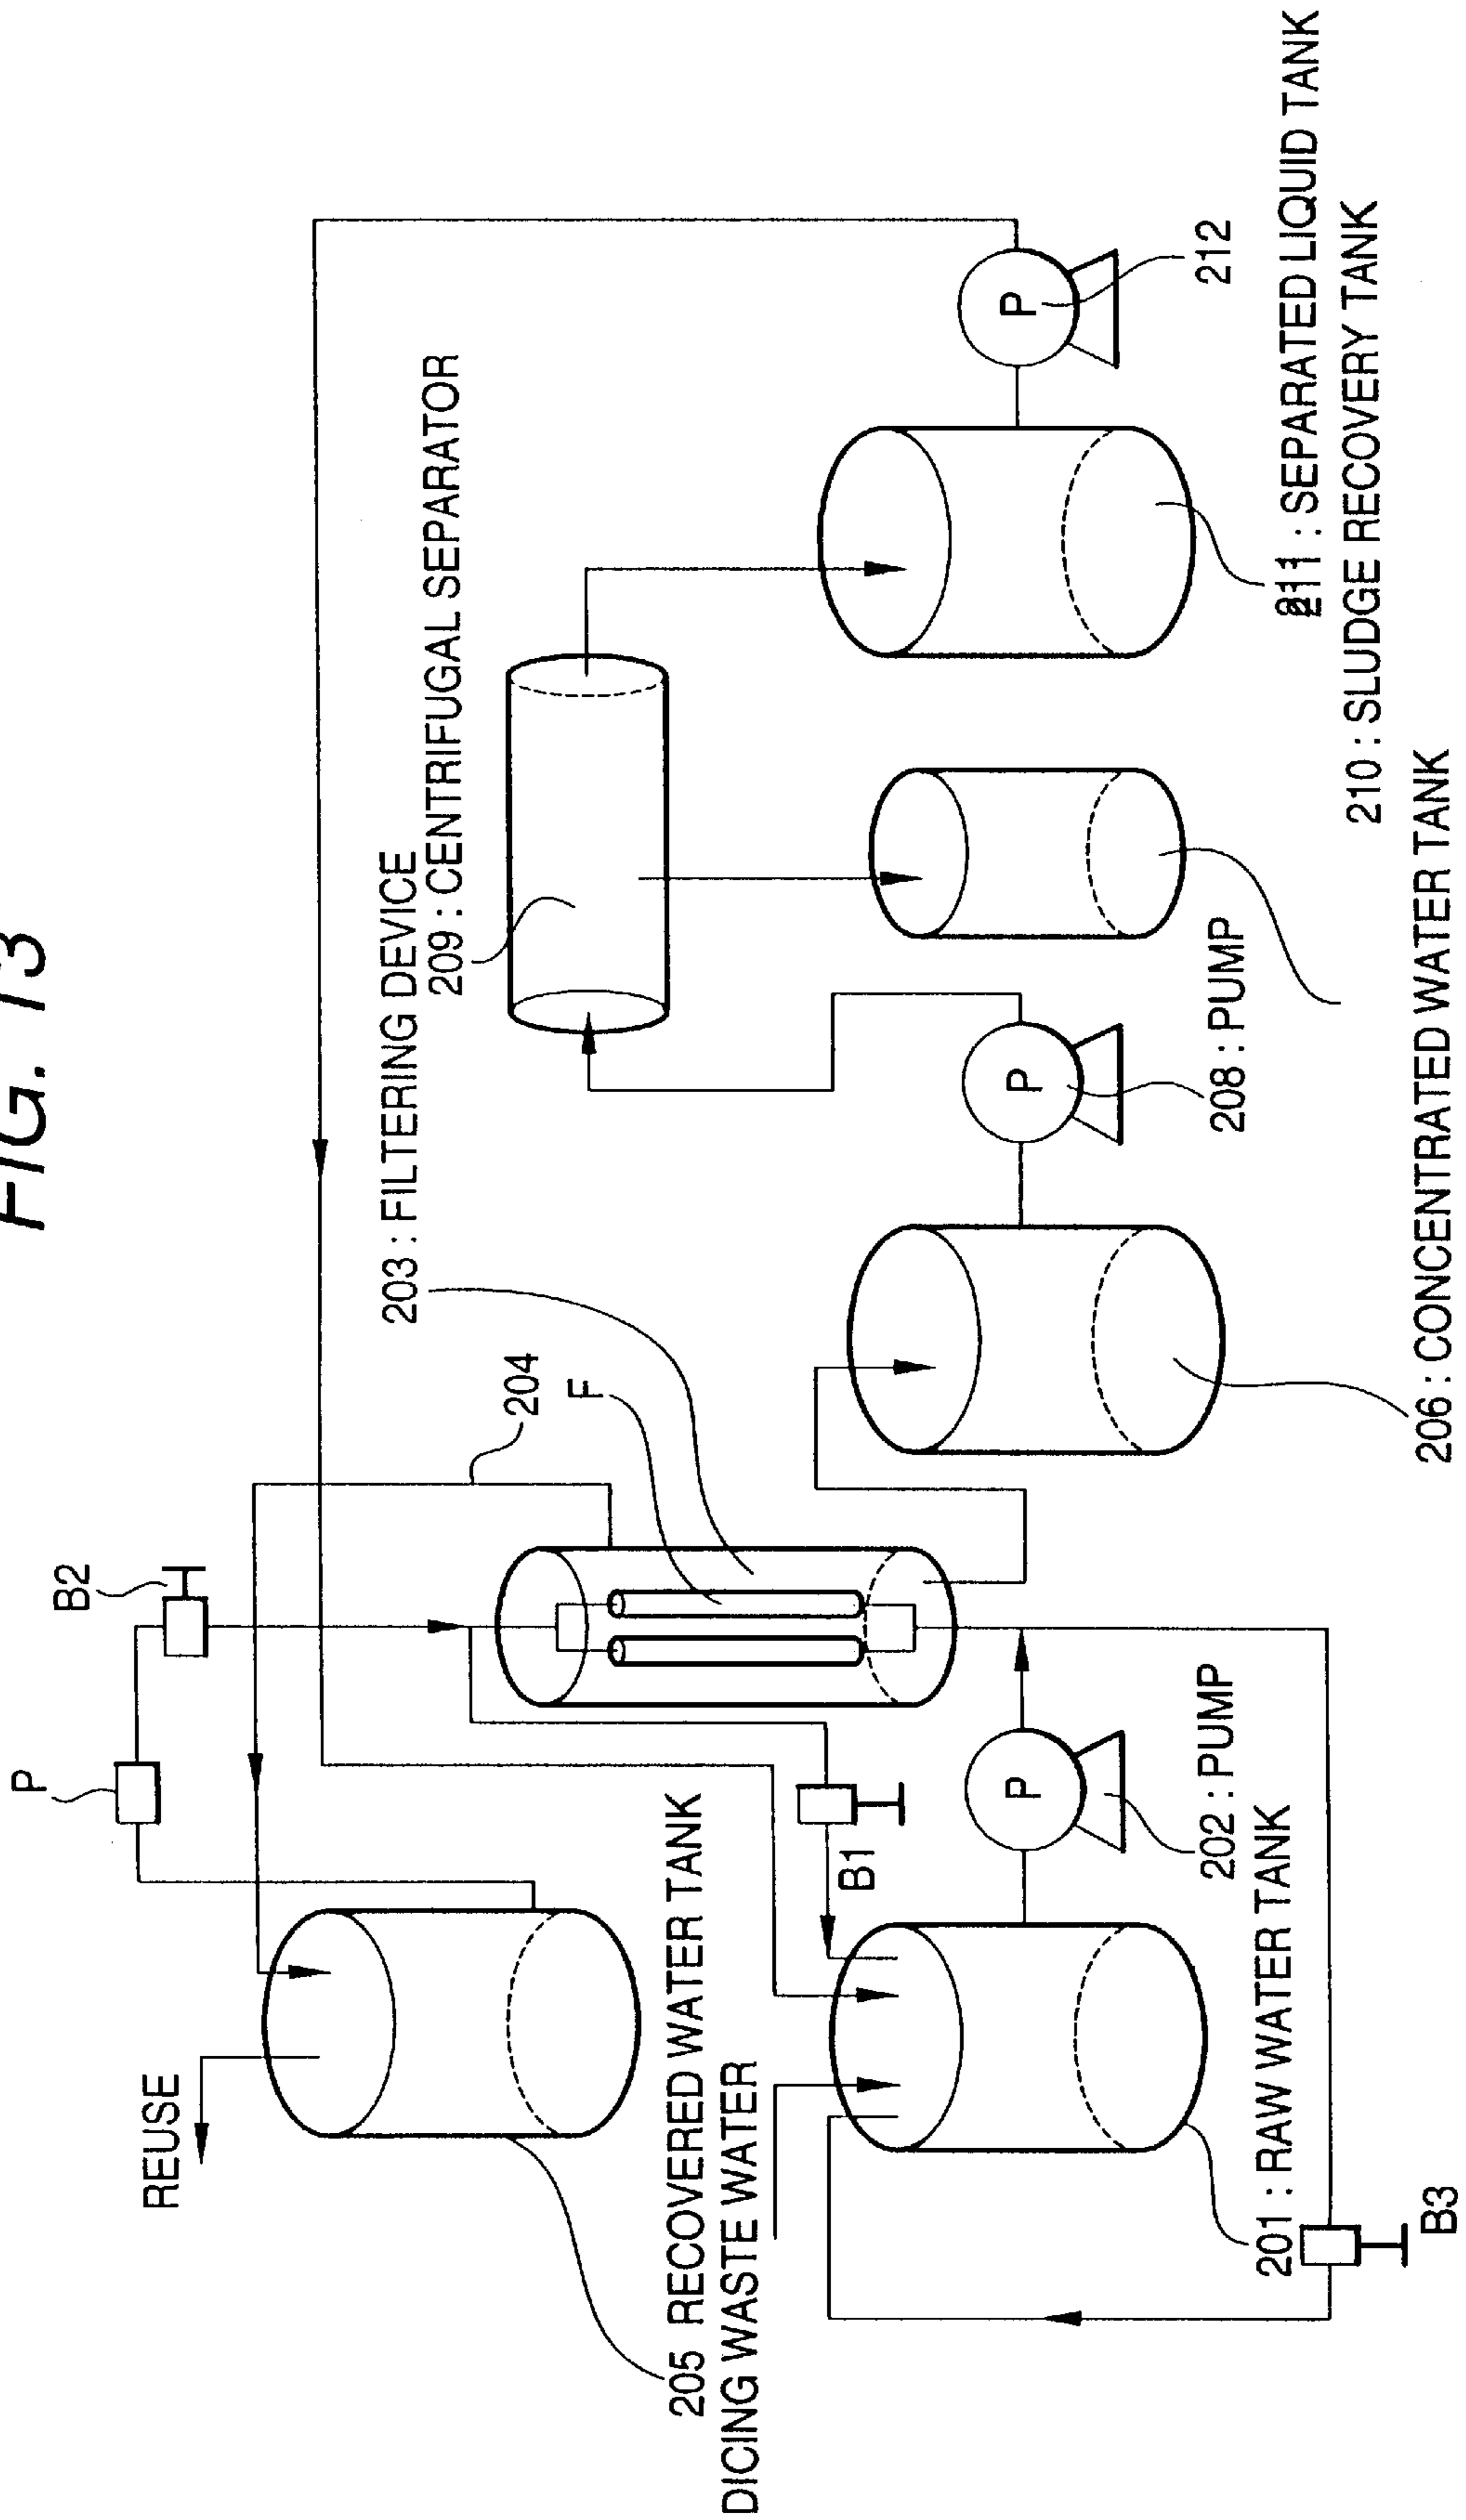 FIG. 13
P
B2
REUSE
204
F
203 : FILTERING DEVICE
209 : CENTRIFUGAL SEPARATOR
205 RECOVERED WATER TANK
DICING WASTE WATER
B1
P
P
P
202 : PUMP
208 : PUMP
212
201 : RAW WATER TANK
211 : SEPARATED LIQUID TANK
210 : SLUDGE RECOVERY TANK
B3
206 : CONCENTRATED WATER TANK